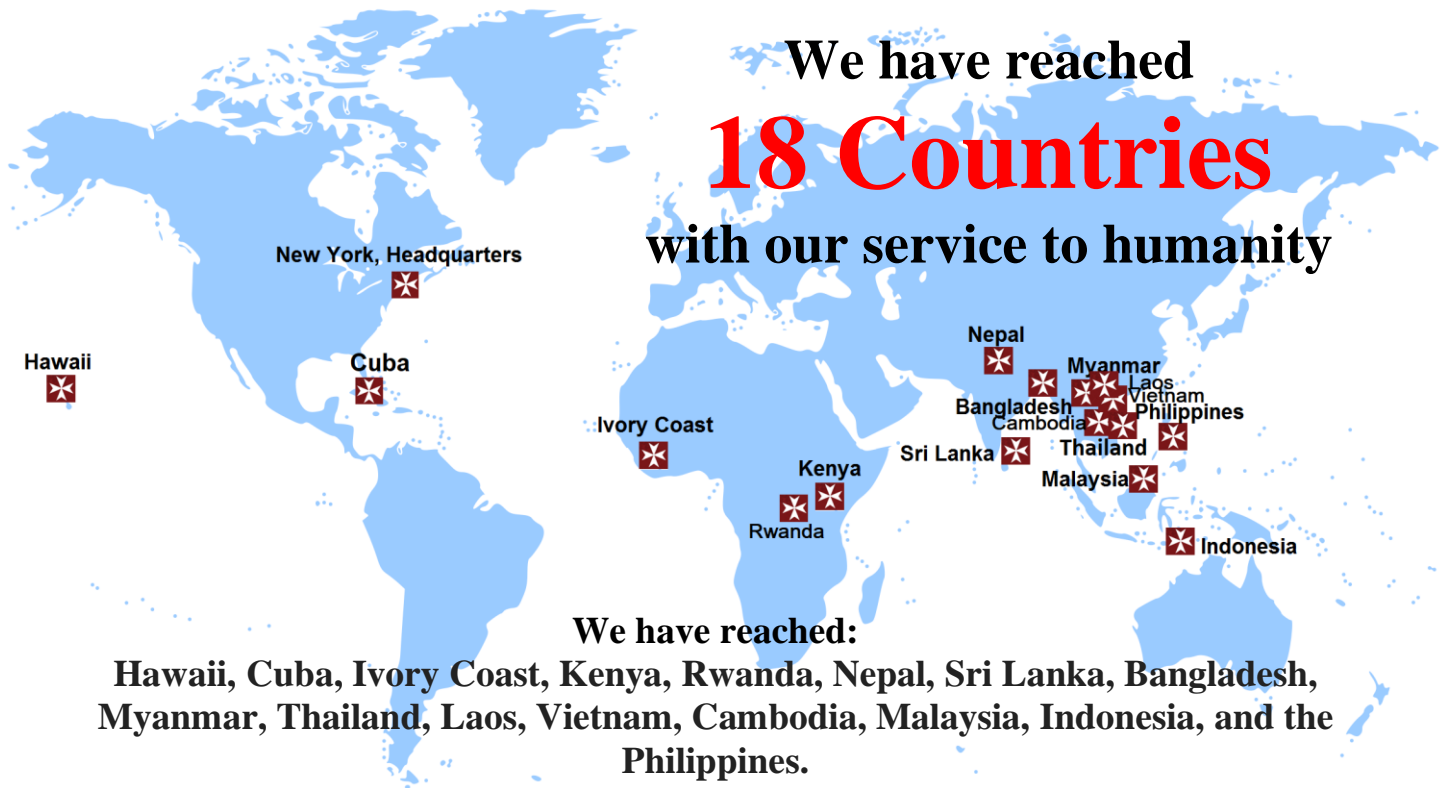 We have reached
18 Countries
with our service to humanity
New York, Headquarters
Hawaii
Cuba
Nepal
Myanmar
Laos
Vietnam
Bangladesh
Philippines
Cambodia
Ivory Coast
Thailand
Sri Lanka
Kenya
Malaysia
Rwanda
Indonesia
We have reached:
Hawaii, Cuba, Ivory Coast, Kenya, Rwanda, Nepal, Sri Lanka, Bangladesh,
Myanmar, Thailand, Laos, Vietnam, Cambodia, Malaysia, Indonesia, and the
Philippines.